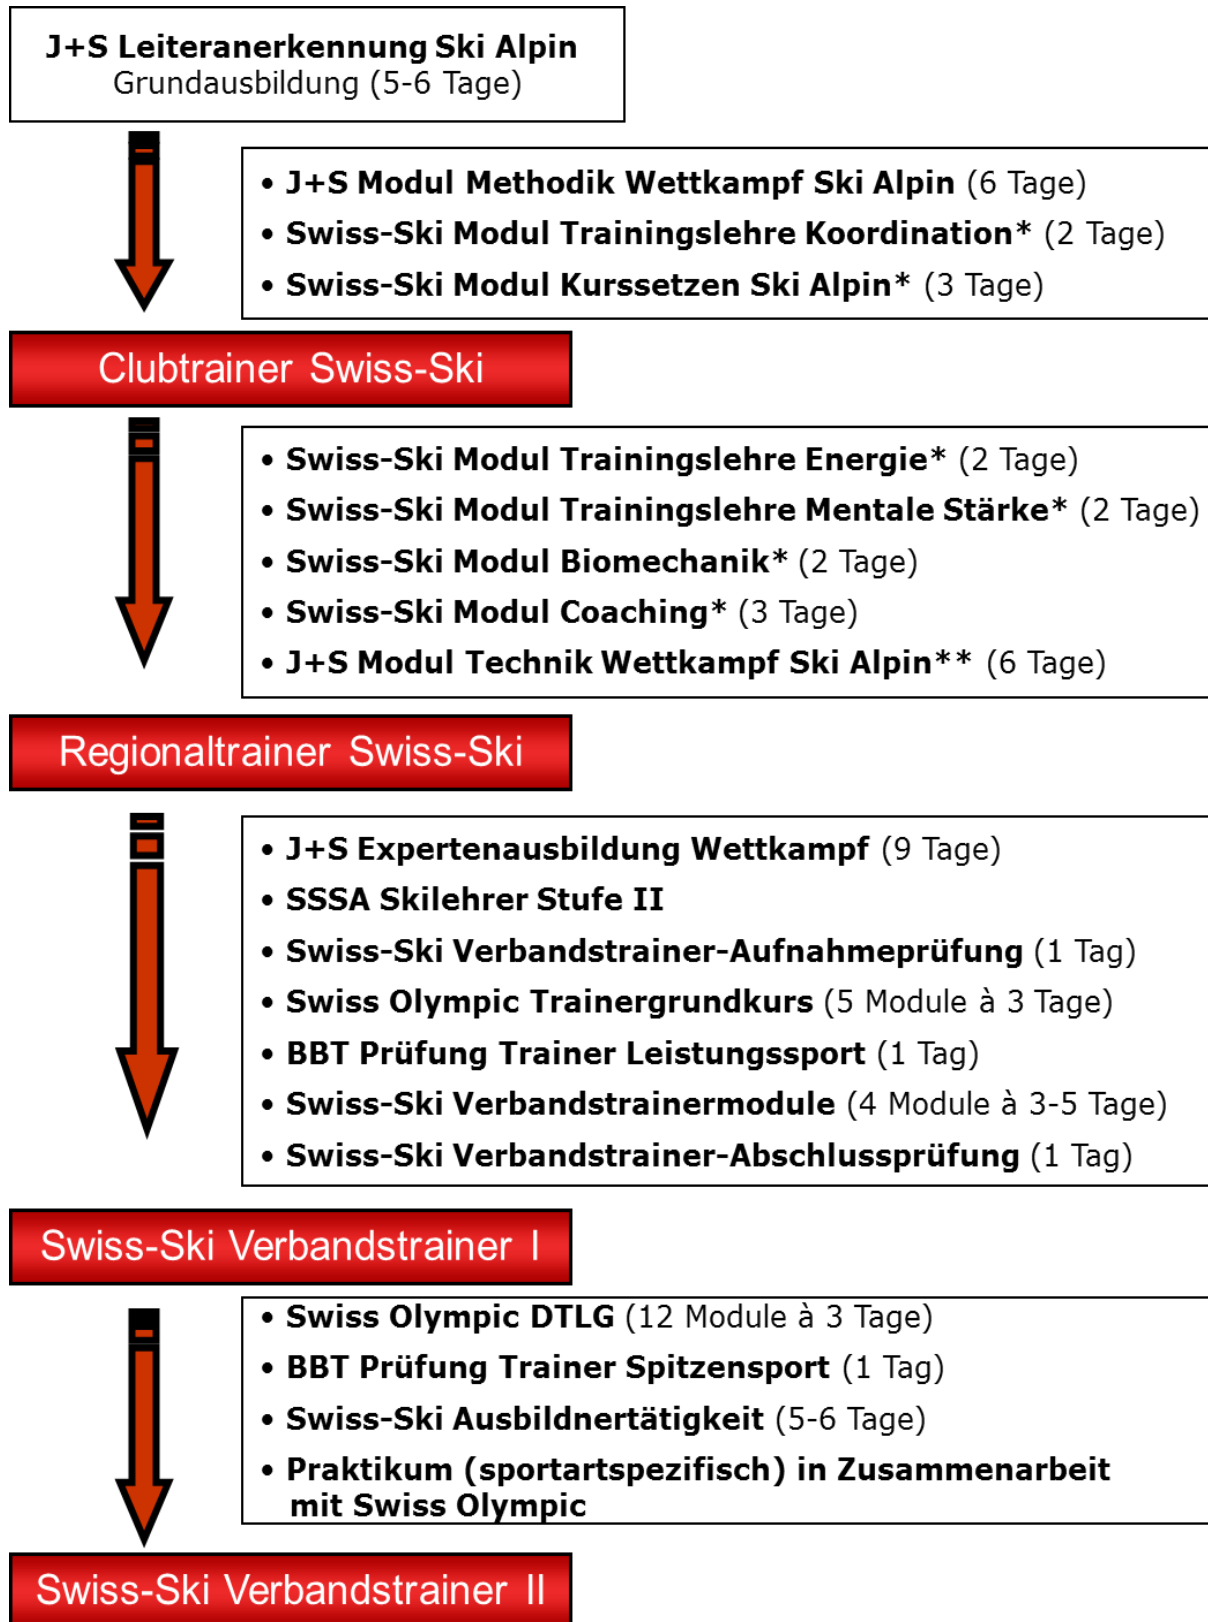 J+S Leiteranerkennung Ski Alpin
Grundausbildung (5-6 Tage)
• J+S Modul Methodik Wettkampf Ski Alpin (6 Tage)
• Swiss-Ski Modul Trainingslehre Koordination* (2 Tage)
• Swiss-Ski Modul Kurssetzen Ski Alpin* (3 Tage)
Clubtrainer Swiss-Ski
• Swiss-Ski Modul Trainingslehre Energie* (2 Tage)
• Swiss-Ski Modul Trainingslehre Mentale Stärke* (2 Tage)
• Swiss-Ski Modul Biomechanik* (2 Tage)
• Swiss-Ski Modul Coaching* (3 Tage)
• J+S Modul Technik Wettkampf Ski Alpin** (6 Tage)
Regionaltrainer Swiss-Ski
• J+S Expertenausbildung Wettkampf (9 Tage)
• SSSA Skilehrer Stufe II
• Swiss-Ski Verbandstrainer-Aufnahmeprüfung (1 Tag)
• Swiss Olympic Trainergrundkurs (5 Module à 3 Tage)
• BBT Prüfung Trainer Leistungssport (1 Tag)
• Swiss-Ski Verbandstrainermodule (4 Module à 3-5 Tage)
• Swiss-Ski Verbandstrainer-Abschlussprüfung (1 Tag)
Swiss-Ski Verbandstrainer I
• Swiss Olympic DTLG (12 Module à 3 Tage)
• BBT Prüfung Trainer Spitzensport (1 Tag)
• Swiss-Ski Ausbildnertätigkeit (5-6 Tage)
• Praktikum (sportartspezifisch) in Zusammenarbeit
mit Swiss Olympic
Swiss-Ski Verbandstrainer II